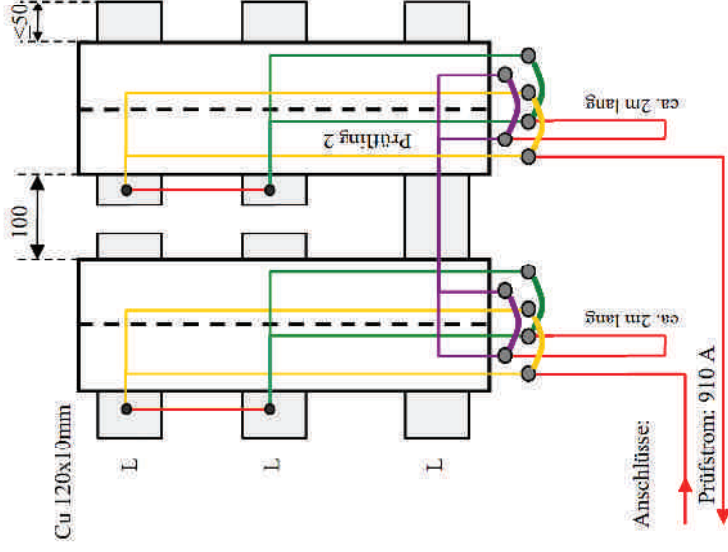 ≤50
100
Prüfling 2
ca. 2m lang
ca. 2m lang
Cu 120x10mm
L
L
L
Anschlüsse:
Prüfstrom: 910 A